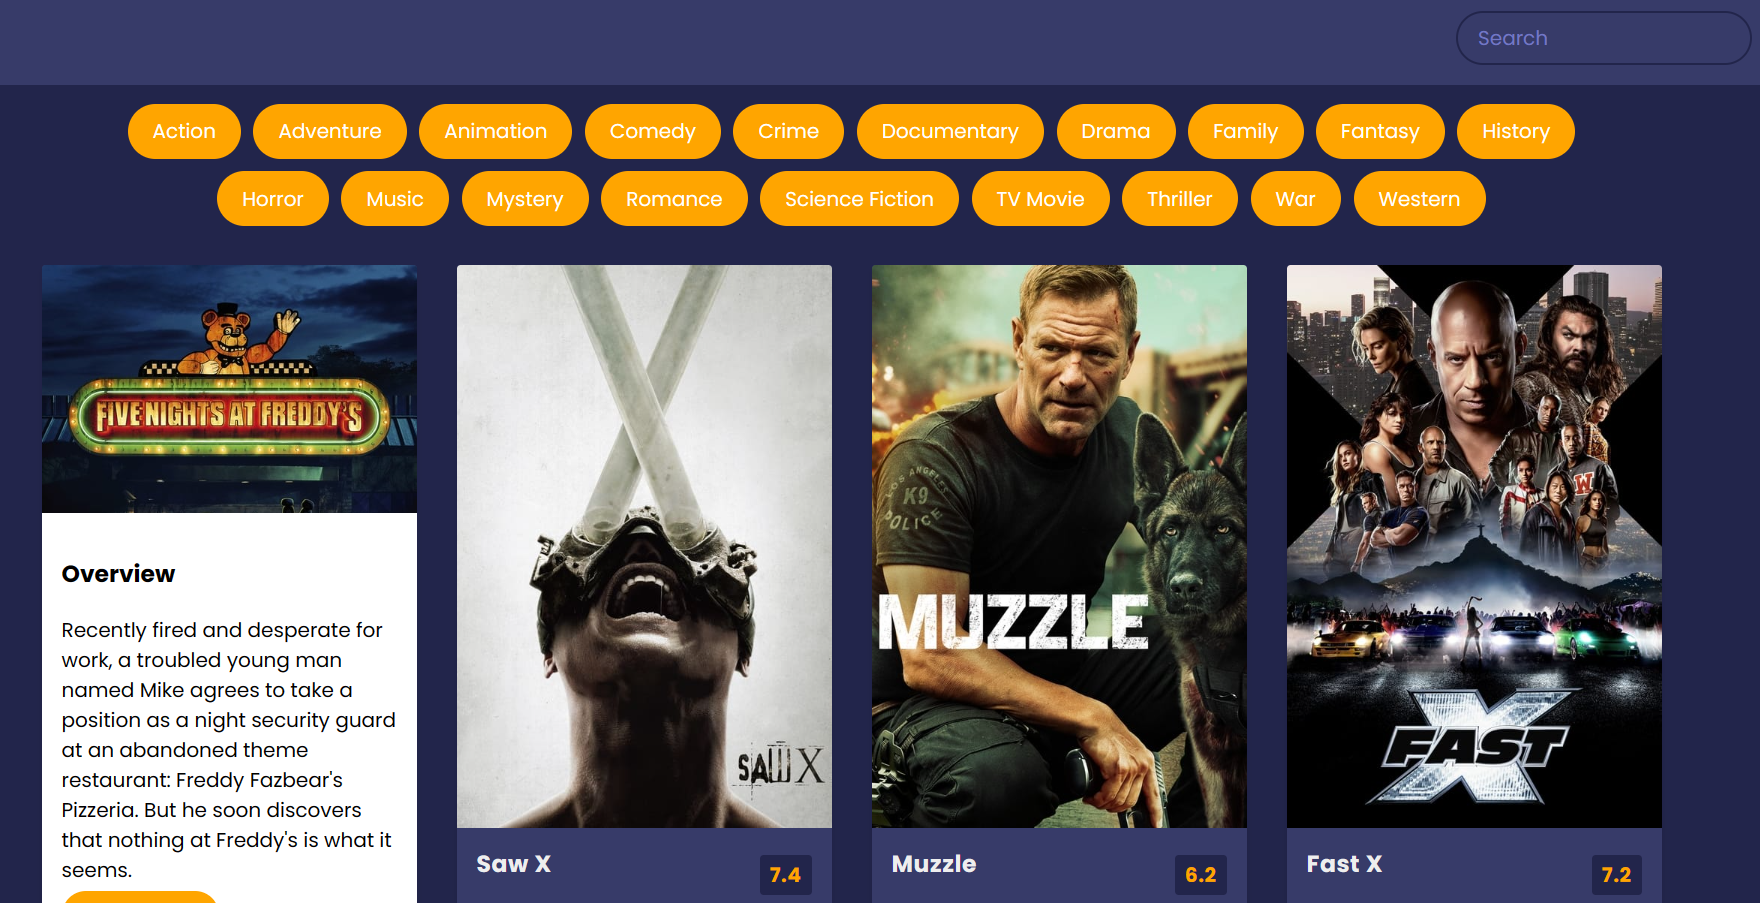 Search
Action Adventure Animation Comedy Crime Documentary Drama Family Fantasy History
Horror Music Mystery Romance Science Fiction TV Movie Thriller War Western
FIVE NIGHTS AT FREDDY'S
Overview
Recently fired and desperate for
work, a troubled young man
named Mike agrees to take a
position as a night security guard
at an abandoned theme
restaurant: Freddy Fazbear's
Pizzeria. But he soon discovers
that nothing at Freddy's is what it
seems.
SAW X
Saw X
7.4
LOS ANGELES
K9
POLICE
MUZZLE
Muzzle
6.2
W
FAST X
Fast X
7.2